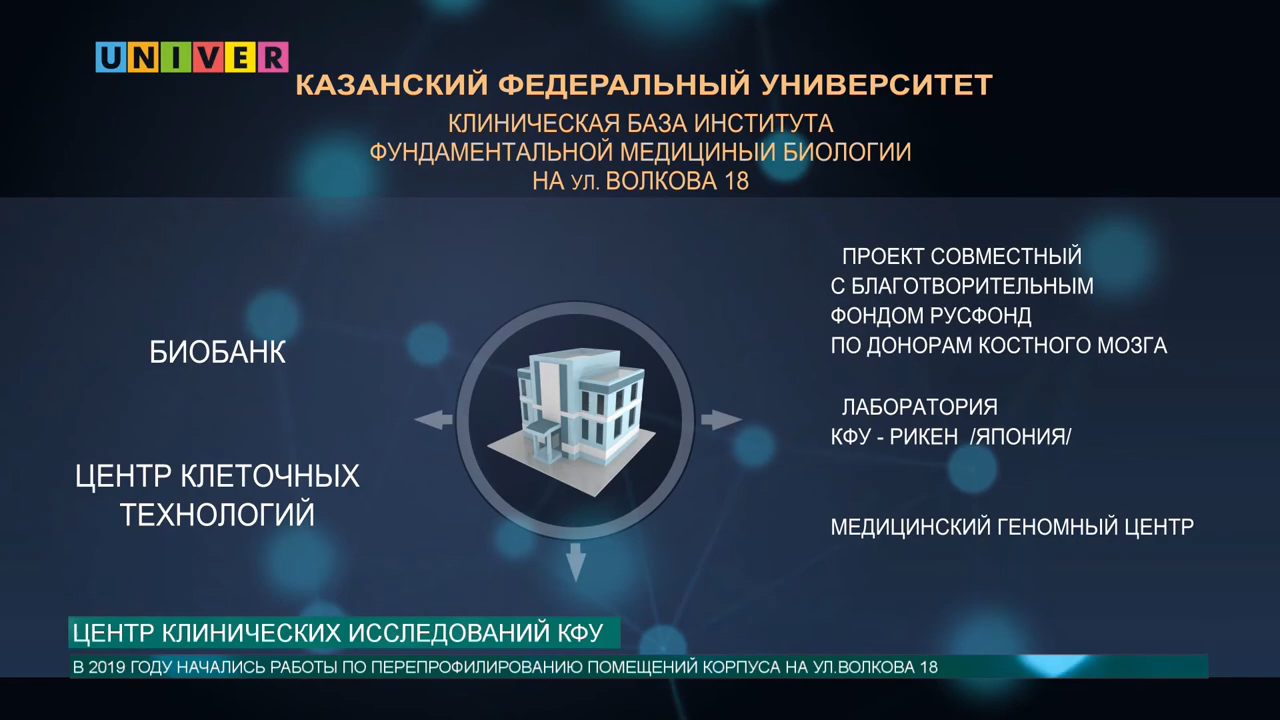 UNIVER
КАЗАНСКИЙ ФЕДЕРАЛЬНЫЙ УНИВЕРСИТЕТ
КЛИНИЧЕСКАЯ БАЗА ИНСТИТУТА
ФУНДАМЕНТАЛЬНОЙ МЕДИЦИНЫИ БИОЛОГИИ
НА УЛ. ВОЛКОВА 18
БИОБАНК
ЦЕНТР КЛЕТОЧНЫХ
ТЕХНОЛОГИЙ
ПРОЕКТ СОВМЕСТНЫЙ
С БЛАГОТВОРИТЕЛЬНЫМ
ФОНДОМ РУСФОНД
ПО ДОНОРАМ КОСТНОГО МОЗГА
ЛАБОРАТОРИЯ
КФУ - РИКЕН /ЯПОНИЯ/
МЕДИЦИНСКИЙ ГЕНОМНЫЙ ЦЕНТР
ЦЕНТР КЛИНИЧЕСКИХ ИССЛЕДОВАНИЙ КФУ
В 2019 ГОДУ НАЧАЛИСЬ РАБОТЫ ПО ПЕРЕПРОФИЛИРОВАНИЮ ПОМЕЩЕНИЙ КОРПУСА НА УЛ.ВОЛКОВА 18